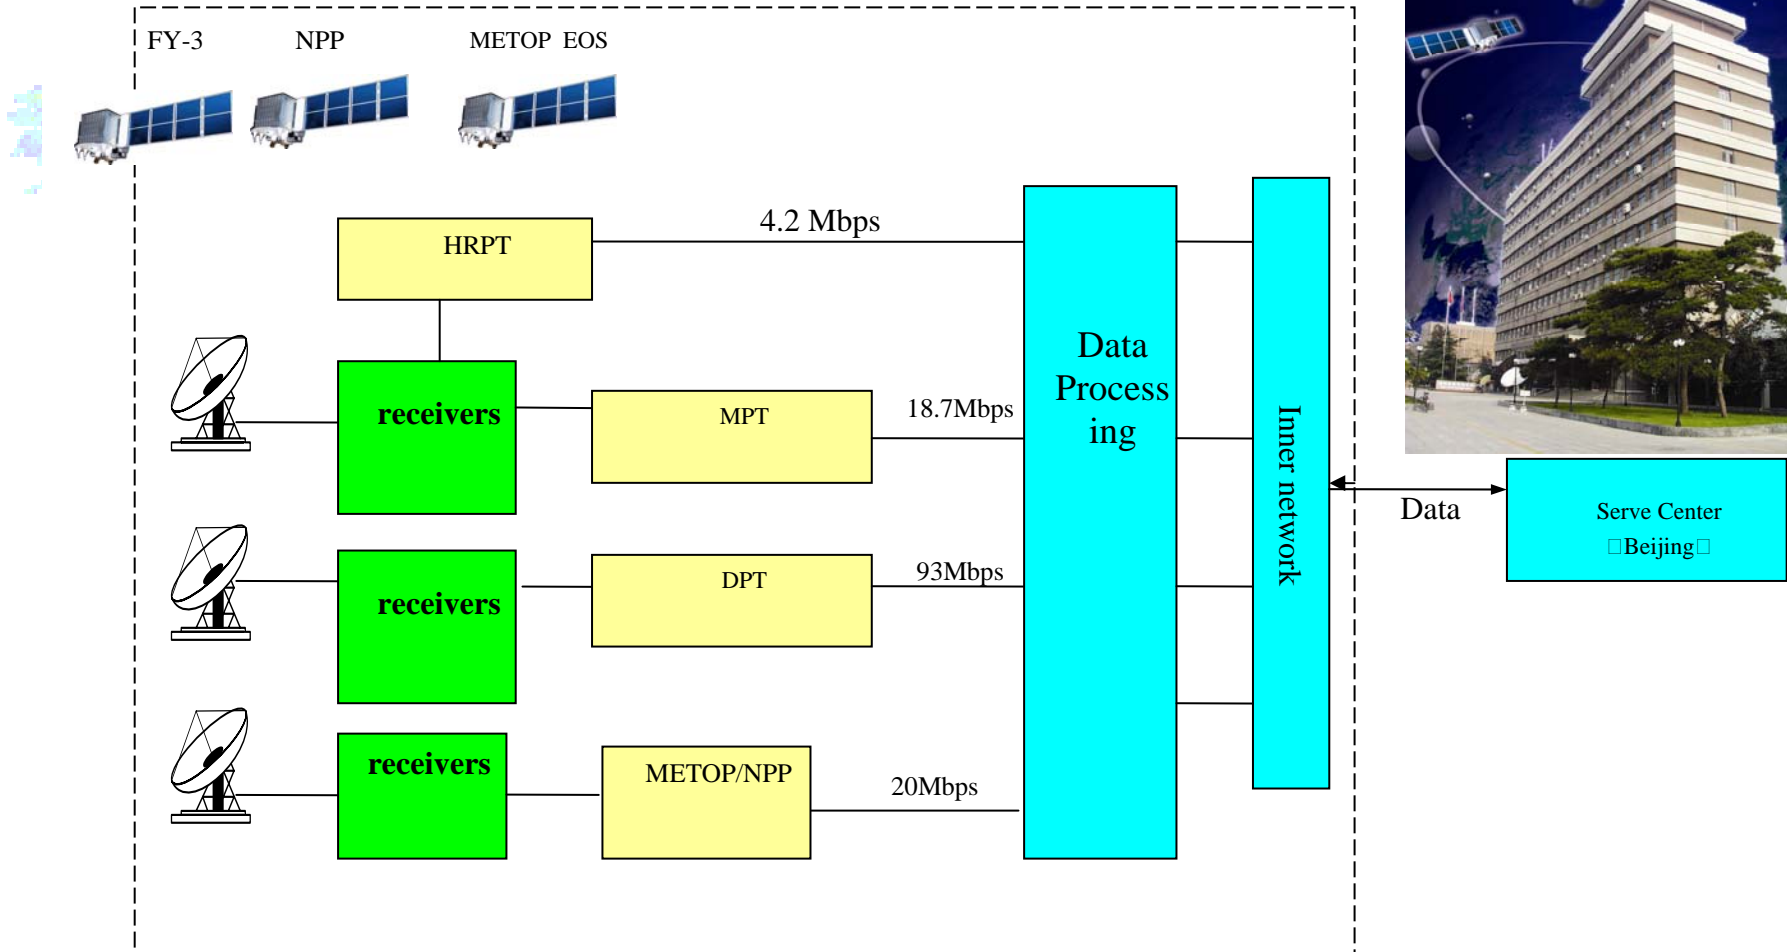 FY-3 NPP METOP EOS
HRPT
4.2 Mbps
receivers
MPT
18.7Mbps
receivers
DPT
93Mbps
receivers
METOP/NPP
20Mbps
Data
Process
ing
Inner network
Data
Serve Center
□Beijing□